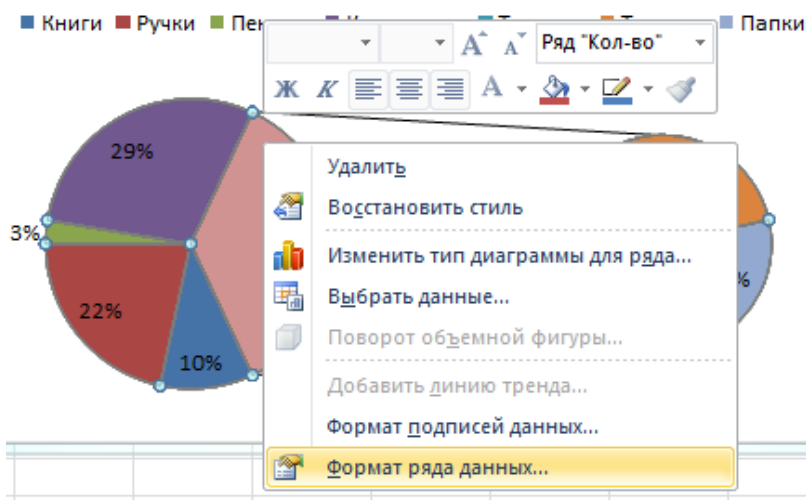 Книги Ручки Папки
Ряд "Кол-во"
Ж К A
29%
3%
22%
10%
%
Удалить
Восстановить стиль
Изменить тип диаграммы для ряда...
Выбрать данные...
Поворот объемной фигуры...
Добавить линию тренда...
Формат подписей данных...
Формат ряда данных...